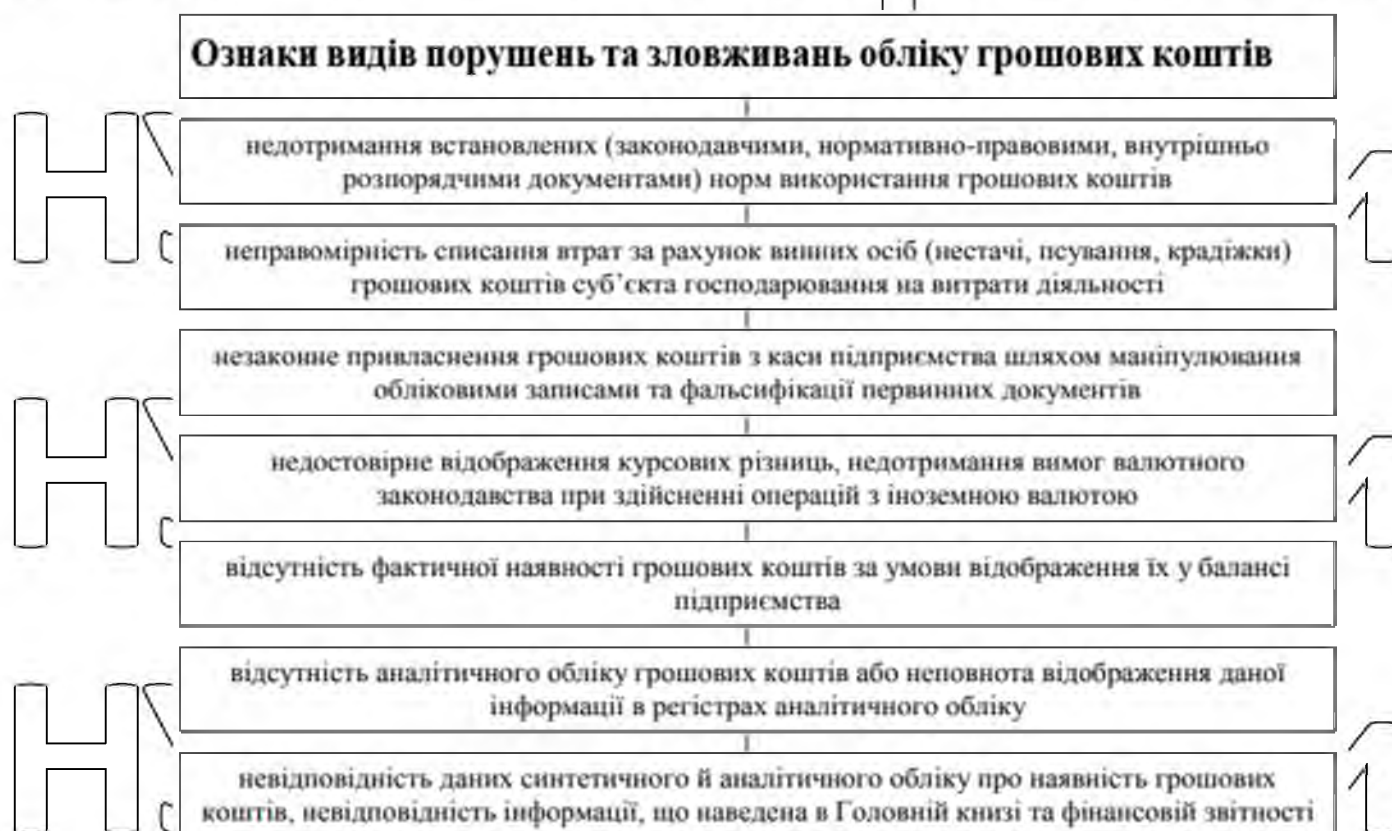 Ознаки видів порушень та зловживань обліку грошових коштів
недотримання встановлених (законодавчими, нормативно-правовими, внутрішньо
розпорядчими документами) норм використання грошових коштів
неправомірність списання втрат за рахунок винних осіб (нестачі, псування, крадіжки)
грошових коштів суб’єкта господарювання на витрати діяльності
незаконне привласнення грошових коштів з каси підприємства шляхом маніпулювання
обліковими записами та фальсифікації первинних документів
недостовірне відображення курсових різниць, недотримання вимог валютного
законодавства при здійсненні операцій з іноземною валютою
відсутність фактичної наявності грошових коштів за умови відображення їх у балансі
підприємства
відсутність аналітичного обліку грошових коштів або неповнота відображення даної
інформації в регістрах аналітичного обліку
невідповідність даних синтетичного й аналітичного обліку про наявність грошових
коштів, невідповідність інформації, що наведена в Головній книзі та фінансовій звітності